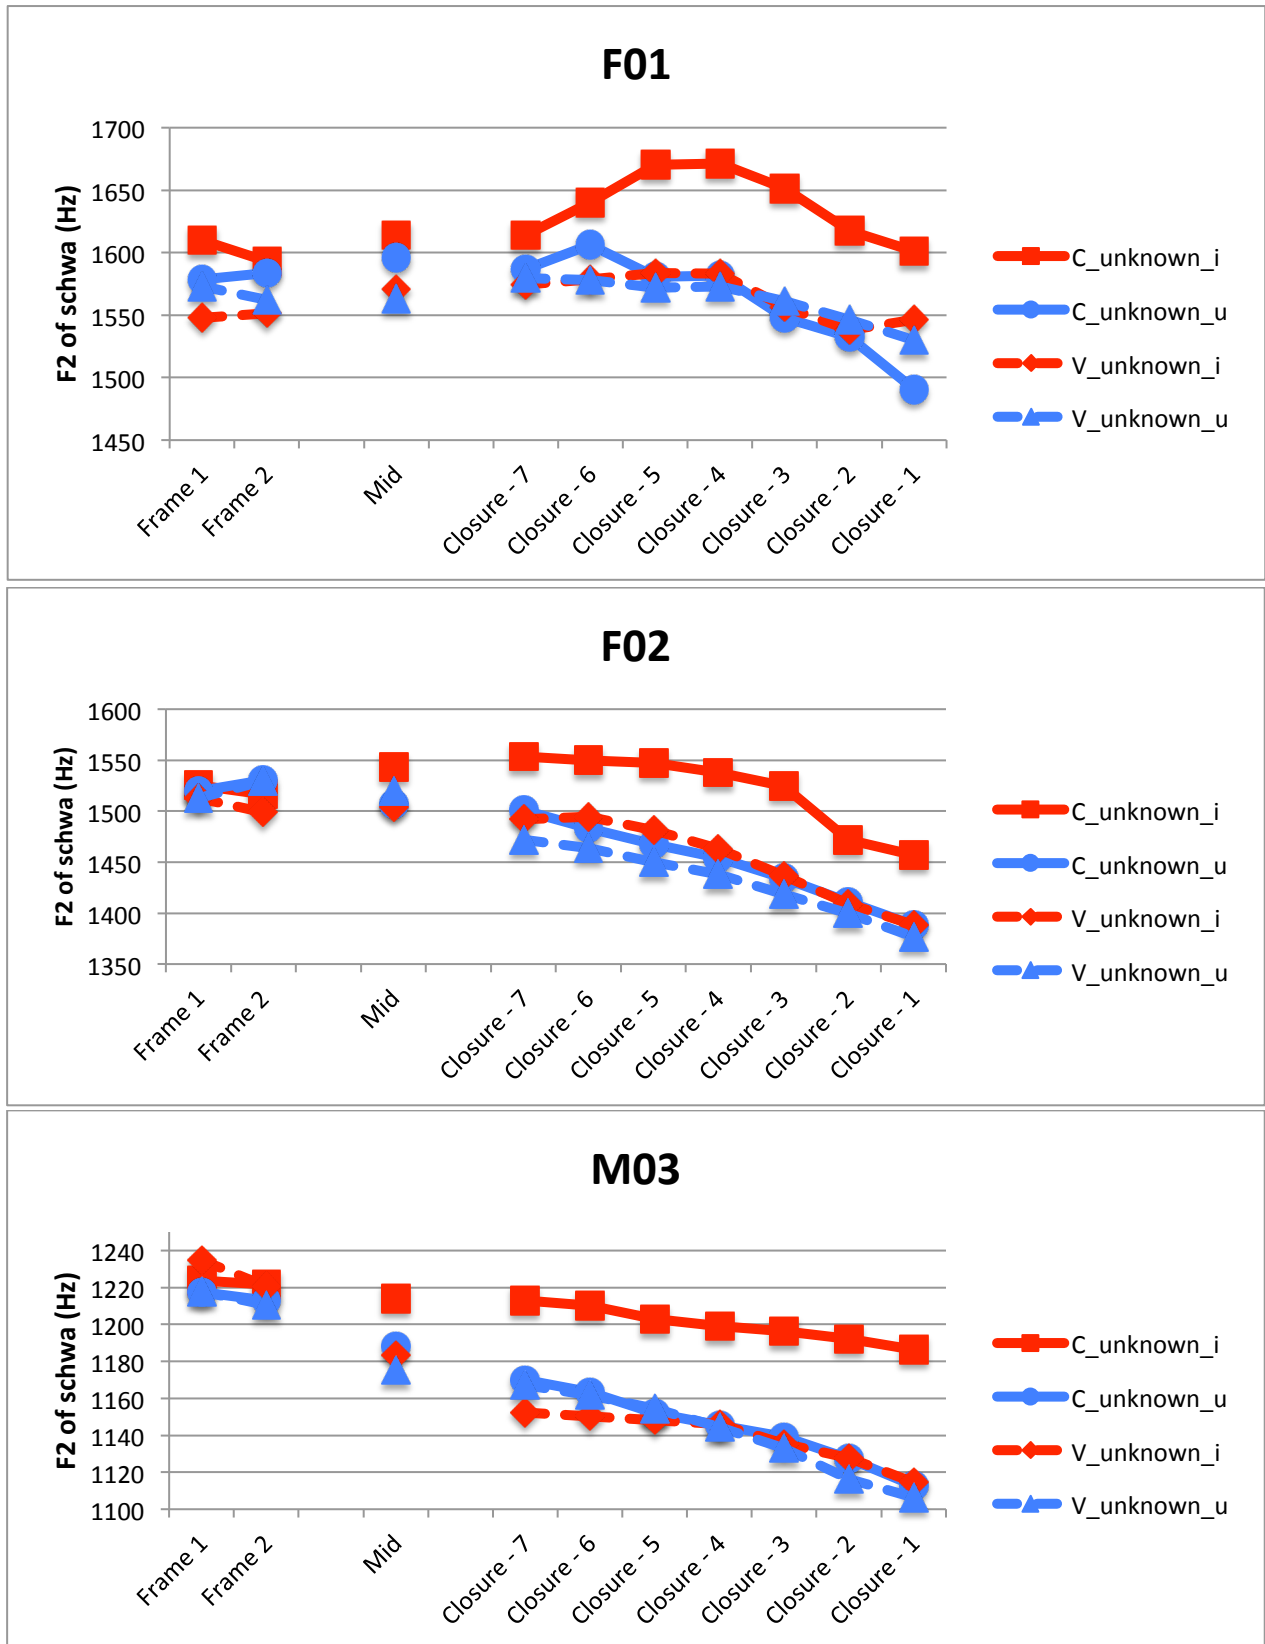 F01
F2 of schwa (Hz)
1700
1650
1600
1550
1500
1450
Frame 1
Frame 2
Mid
Closure - 7
Closure - 6
Closure - 5
Closure - 4
Closure - 3
Closure - 2
Closure - 1
C_unknown_i
C_unknown_u
V_unknown_i
V_unknown_u
F02
F2 of schwa (Hz)
1600
1550
1500
1450
1400
1350
Frame 1
Frame 2
Mid
Closure - 7
Closure - 6
Closure - 5
Closure - 4
Closure - 3
Closure - 2
Closure - 1
C_unknown_i
C_unknown_u
V_unknown_i
V_unknown_u
M03
F2 of schwa (Hz)
1240
1220
1200
1180
1160
1140
1120
1100
Frame 1
Frame 2
Mid
Closure - 7
Closure - 6
Closure - 5
Closure - 4
Closure - 3
Closure - 2
Closure - 1
C_unknown_i
C_unknown_u
V_unknown_i
V_unknown_u